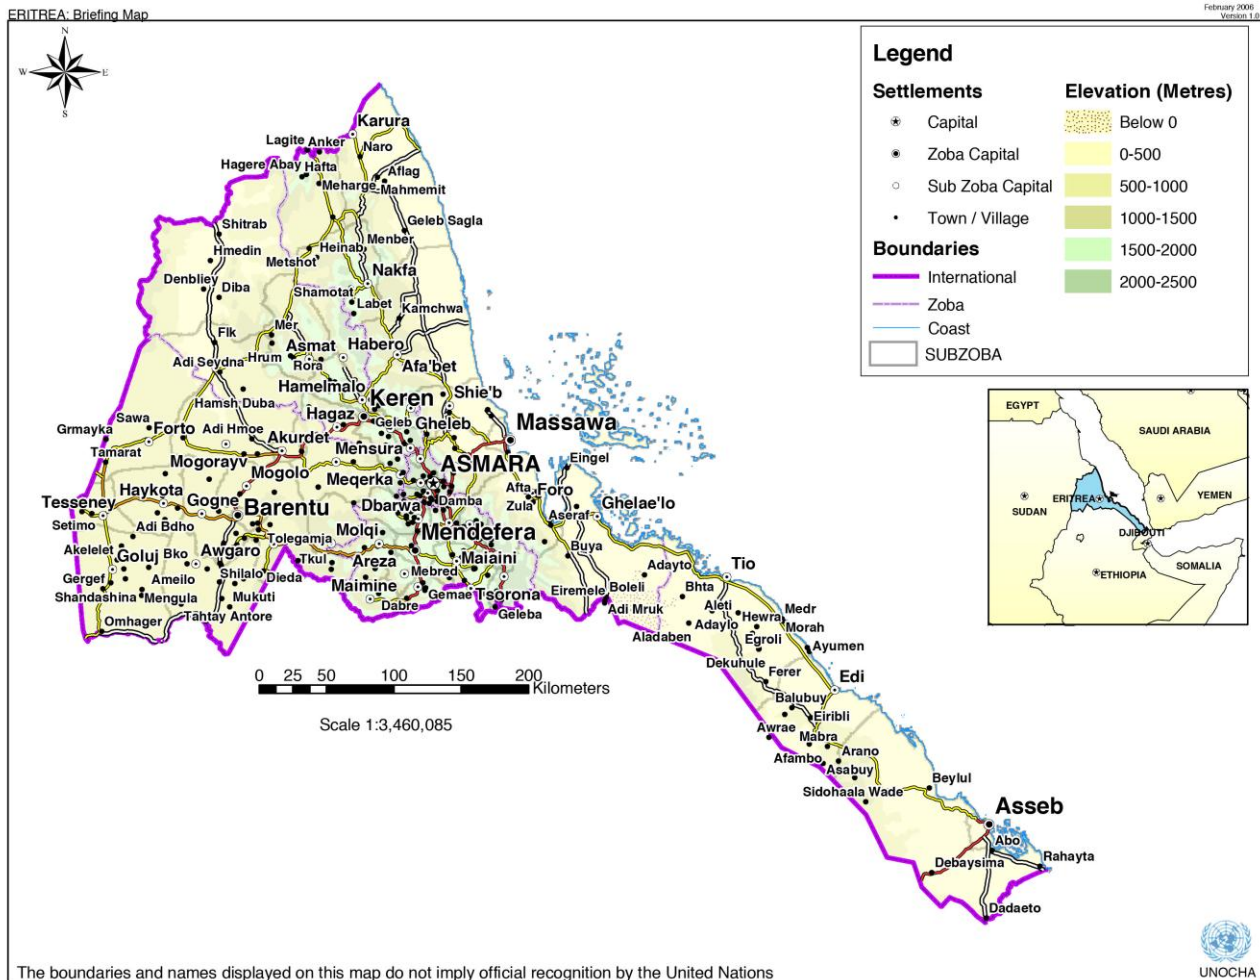 ERITREA: Briefing Map
February 2006
Version 1.0
N
W
E
S
Legend
Settlements
Capital
Zoba Capital
Sub Zoba Capital
Town / Village
Boundaries
International
Zoba
Coast
SUBZOBA
Elevation (Metres)
Below 0
0-500
500-1000
1000-1500
1500-2000
2000-2500
Karura
Lagite Anker
Naro
Hagere Abay Hafta
Aflag
Meharge
Mahmemit
Shitrab
Geleb Sagla
Hmedin
Heinab
Menber
Metshot
Nakfa
Denbliey
Diba
Shamotat
Labet
Kamchwa
Flk
Mer
Asmat
Habero
Adi Seydna
Hrum
Rora
Afa'bet
Hamelmalo
Shie'b
Hamsh Duba
Keren
Hagaz
Sawa
Grmayka
Forto
Adi Hmoe
Geleb
Gheleb
Massawa
Akurdet
Tamarat
Mensura
Mogorayv
ASMARA
Eingel
Mogolo
Meqerka
Haykota
Tesseney
Gogne
Damba
Afta
Foro
Zula
Ghelae'lo
Barentu
Dbarwa
Aseraf
Setimo
Adi Bdho
Molqi
Mendefera
Tolegamja
Akelelet
Goluj
Bko
Awgaro
Buya
Tkul
Areza
Maiaini
Adayto
Tio
Gergef
Ameilo
Shilalo
Dieda
Mebred
Maimine
Eiremele
Boleli
Bhta
Shandashina
Mengula
Mukuti
Gemae
Tsorona
Adi Mruk
Aleti
Medr
Dabre
Geleba
Hewra
Morah
Omhager
Tahtay Antore
Adaylo
Aladaben
Egroli
Ayumen
Dekuhule
Ferer
Edi
Balubuy
Eiribli
Awrae
Mabra
Arano
Afambo
Asabuy
Beylul
Sidohaala Wade
Asseb
Abo
Rahayta
Debaysima
Dadaeto
0 25 50 100 150 200
Kilometers
Scale 1:3,460,085
EGYPT
SAUDI ARABIA
ERITREA
YEMEN
SUDAN
DJIBOUTI
SOMALIA
ETHIOPIA
UNOCHA
The boundaries and names displayed on this map do not imply official recognition by the United Nations